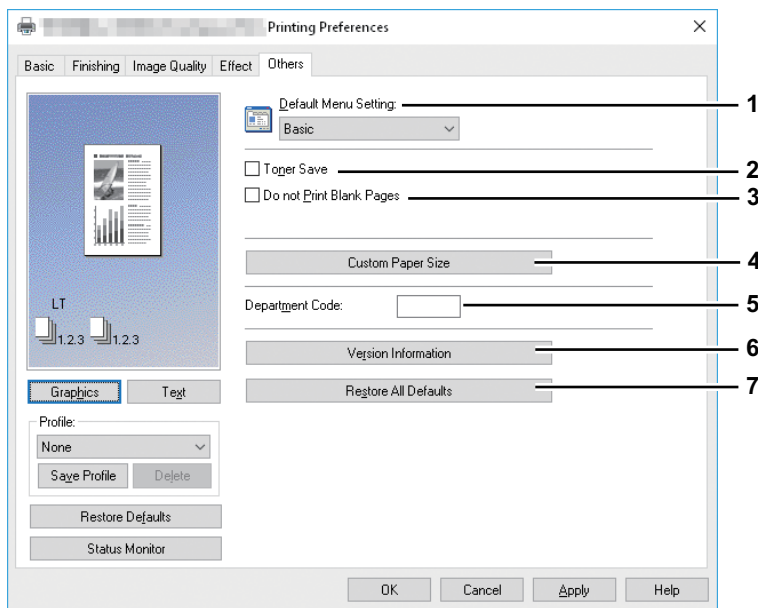 Printing Preferences
Basic Finishing Image Quality Effect Others
Default Menu Setting: 1
Basic
Toner Save 2
Do not Print Blank Pages 3
Custom Paper Size 4
LT
Department Code: 5
1.2.3 1.2.3
Version Information 6
Graphics Text
Restore All Defaults 7
Profile:
None
Save Profile Delete
Restore Defaults
Status Monitor
OK Cancel Apply Help